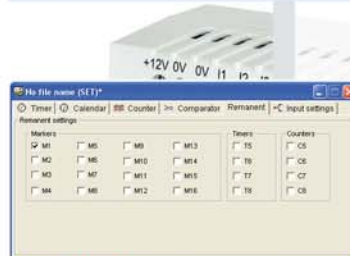 +12V 0V 0V I1 I2
No file name (SET)*
Timer Calendar Counter Comparator Remanent Input settings
Remanent settings
Markers Timers Counters
M1 M5 M9 M13 T5 C5
M2 M6 M10 M14 T6 C6
M3 M7 M11 M15 T7 C7
M4 M8 M12 M16 T8 C8